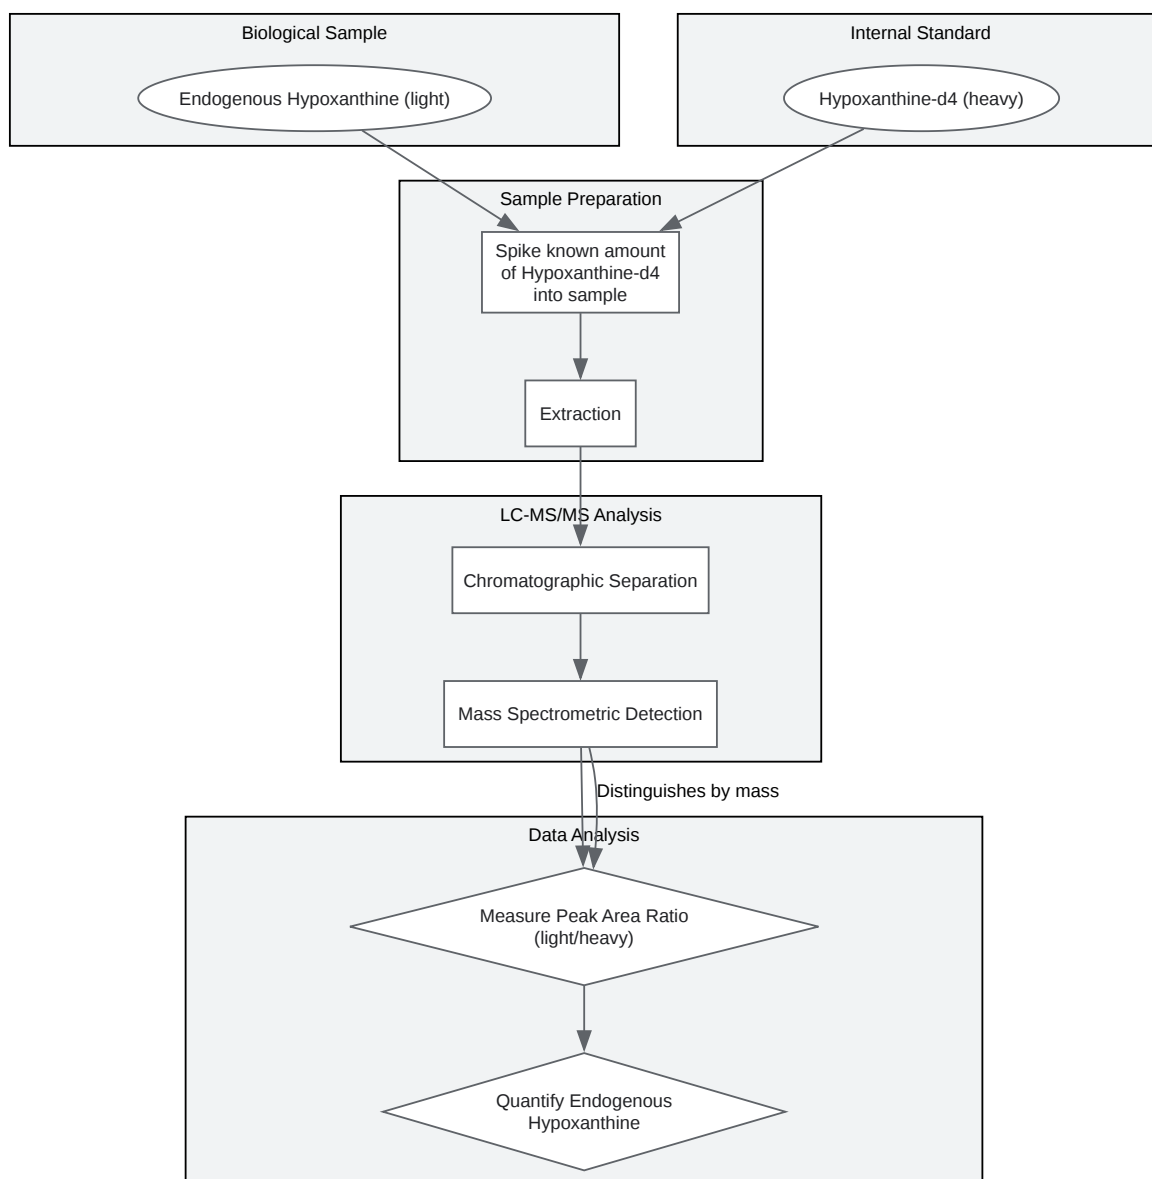 Biological Sample
Internal Standard
Endogenous Hypoxanthine (light)
Hypoxanthine-d4 (heavy)
Sample Preparation
Spike known amount
of Hypoxanthine-d4
into sample
Extraction
LC-MS/MS Analysis
Chromatographic Separation
Mass Spectrometric Detection
Distinguishes by mass
Data Analysis
Measure Peak Area Ratio
(light/heavy)
Quantify Endogenous
Hypoxanthine